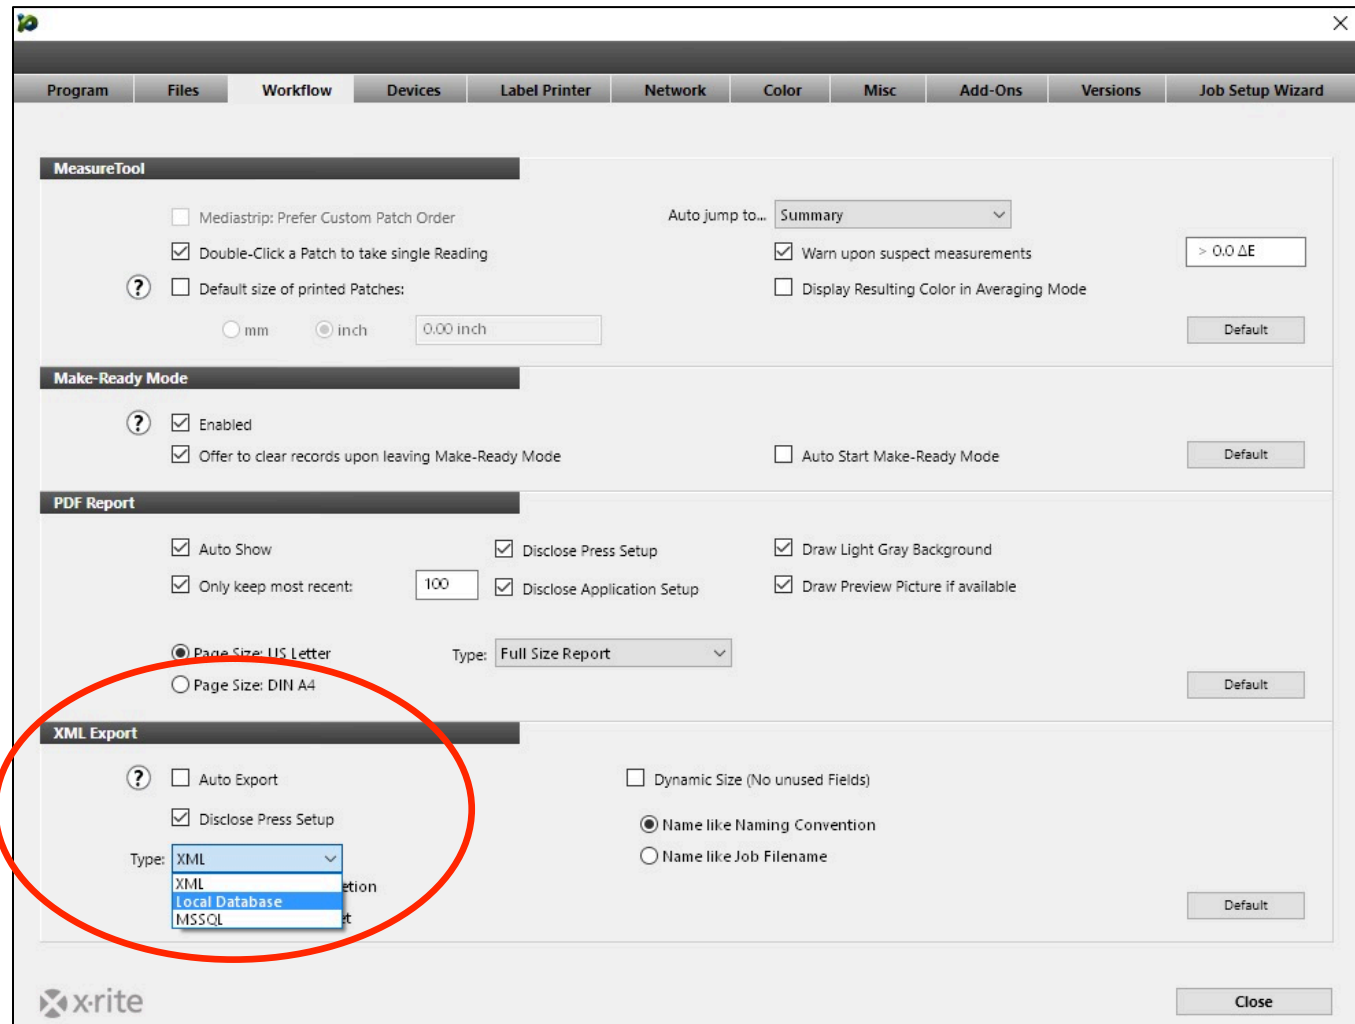 Program Files Workflow Devices Label Printer Network Color Misc Add-Ons Versions Job Setup Wizard
MeasureTool
Mediastrip: Prefer Custom Patch Order
Auto jump to... Summary
Double-Click a Patch to take single Reading
Warn upon suspect measurements > 0.0 ΔE
? Default size of printed Patches:
Display Resulting Color in Averaging Mode
mm inch 0.00 inch
Default
Make-Ready Mode
? Enabled
Offer to clear records upon leaving Make-Ready Mode
Auto Start Make-Ready Mode
Default
PDF Report
Auto Show Disclose Press Setup Draw Light Gray Background
Only keep most recent: 100 Disclose Application Setup Draw Preview Picture if available
Page Size: US Letter Type: Full Size Report
Page Size: DIN A4
Default
XML Export
? Auto Export Dynamic Size (No unused Fields)
Disclose Press Setup Name like Naming Convention
Type: XML Name like Job Filename
XML etion
Local Database
MSSQL et
Default
x·rite
Close